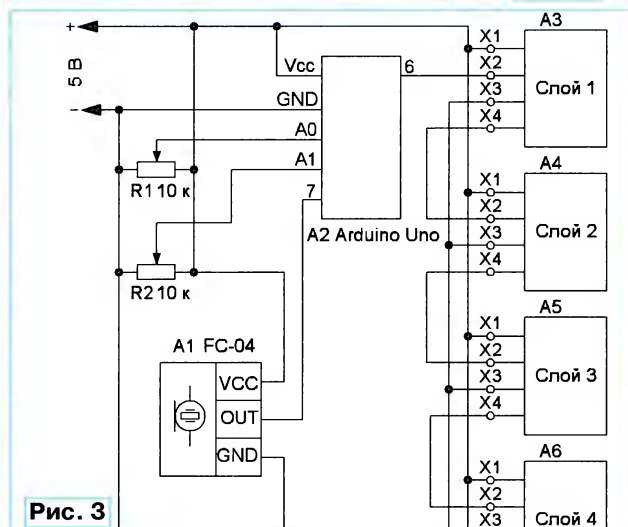 +
5 В
-
Vcc
GND
A0
A1
7
6
A2 Arduino Uno
R1 10 к
R2 10 к
A1 FC-04
VCC
OUT
GND
A3
X1
X2
X3
X4
Слой 1
A4
X1
X2
X3
X4
Слой 2
A5
X1
X2
X3
X4
Слой 3
A6
X1
X2
X3
Слой 4
Рис. 3